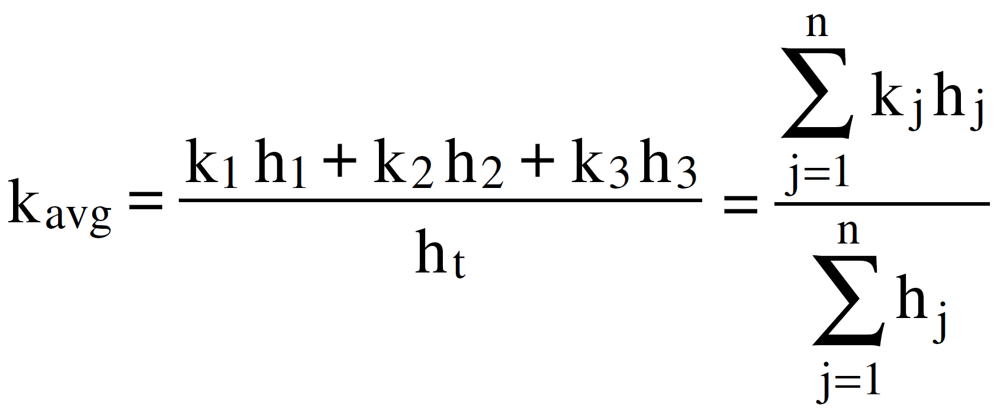 k_avg = (k_1 h_1 + k_2 h_2 + k_3 h_3) / h_t = (∑_{j=1}^{n} k_j h_j) / (∑_{j=1}^{n} h_j)